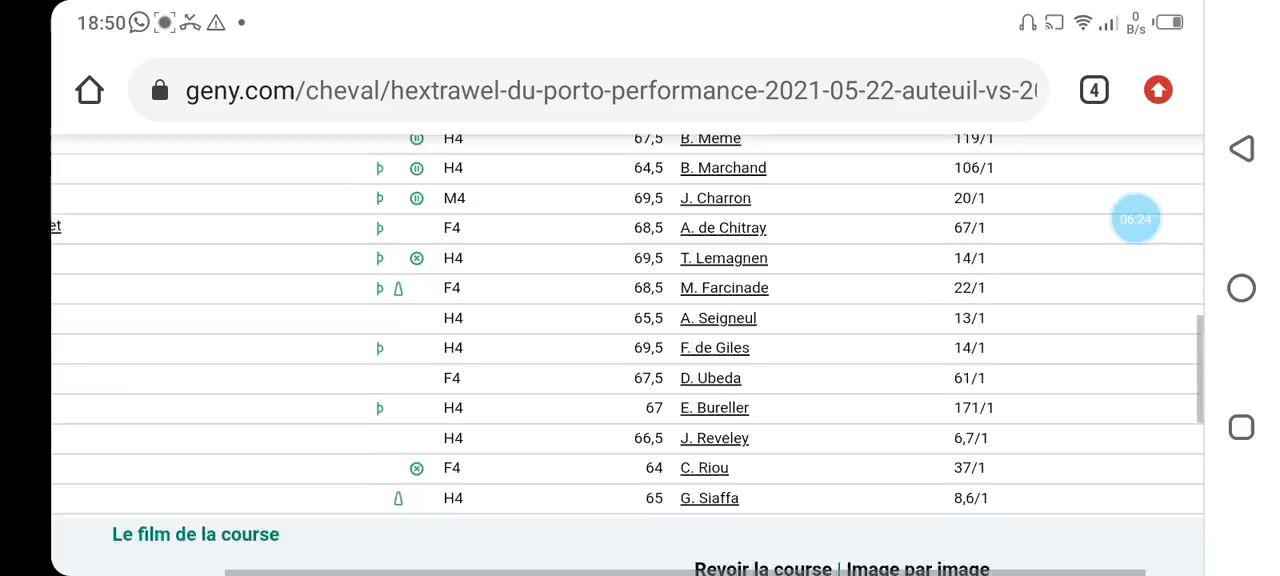 18:50 0 B/s
geny.com/cheval/hextrawel-du-porto-performance-2021-05-22-auteuil-vs-20 4
H4 67,5 B. Meme 119/1
H4 64,5 B. Marchand 106/1
M4 69,5 J. Charron 20/1
et F4 68,5 A. de Chitray 67/1
06:24
H4 69,5 T. Lemagnen 14/1
F4 68,5 M. Farcinade 22/1
H4 65,5 A. Seigneul 13/1
H4 69,5 F. de Giles 14/1
F4 67,5 D. Ubeda 61/1
H4 67 E. Bureller 171/1
H4 66,5 J. Reveley 6,7/1
F4 64 C. Riou 37/1
H4 65 G. Siaffa 8,6/1
Le film de la course
Revoir la course | Image par image